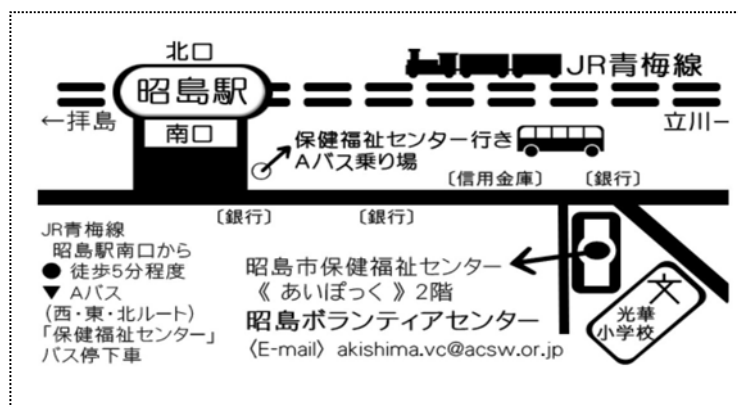 北口
JR青梅線
昭島駅
←拝島
立川
南口
保健福祉センター行き
Aバス乗り場
〔信用金庫〕
〔銀行〕
〔銀行〕
〔銀行〕
JR青梅線
昭島駅南口から
● 徒歩5分程度
▼ Aバス
(西・東・北ルート)
「保健福祉センター」
バス停下車
昭島市保健福祉センター
《 あいぽっく 》2階
昭島ボランティアセンター
〈E-mail〉 akishima.vc@acsw.or.jp
文
光華
小学校